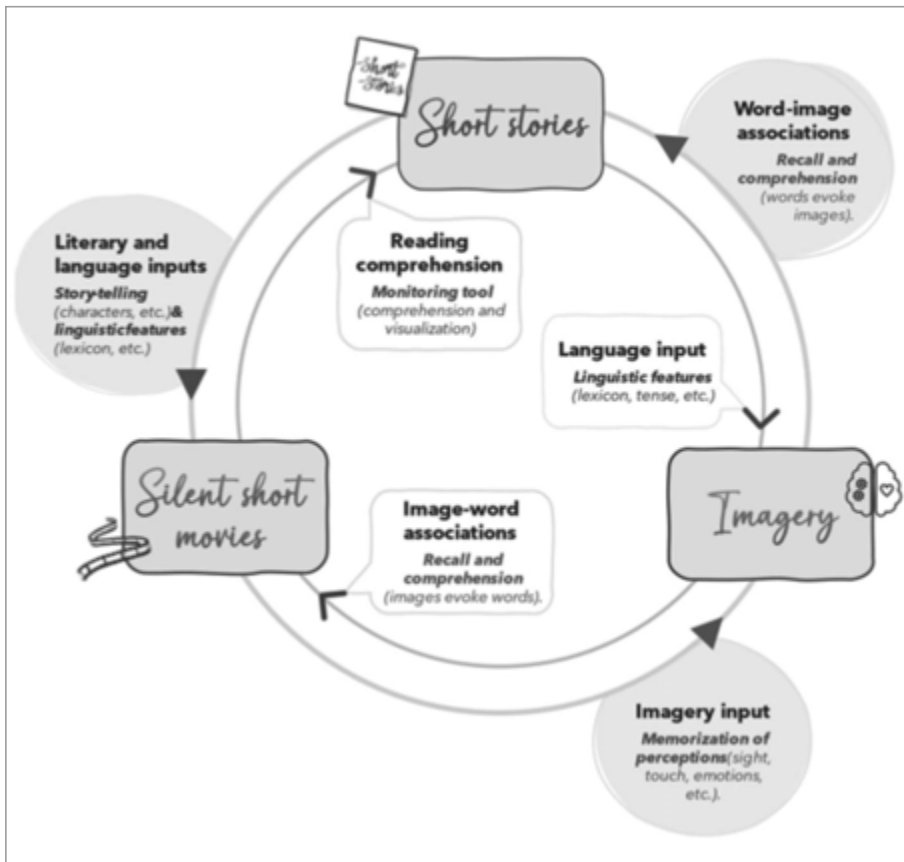 Short
Stories
Short stories
Word-image
associations
Recall and
comprehension
(words evoke
images).
Literary and
language inputs
Story-telling
(characters, etc.)&
linguisticfeatures
(lexicon, etc.)
Reading
comprehension
Monitoring tool
(comprehension and
visualization)
Language input
Linguistic features
(lexicon, tense, etc.)
Silent short
movies
Image-word
associations
Recall and
comprehension
(images evoke words).
Imagery
Imagery input
Memorization of
perceptions(sight,
touch, emotions,
etc.).